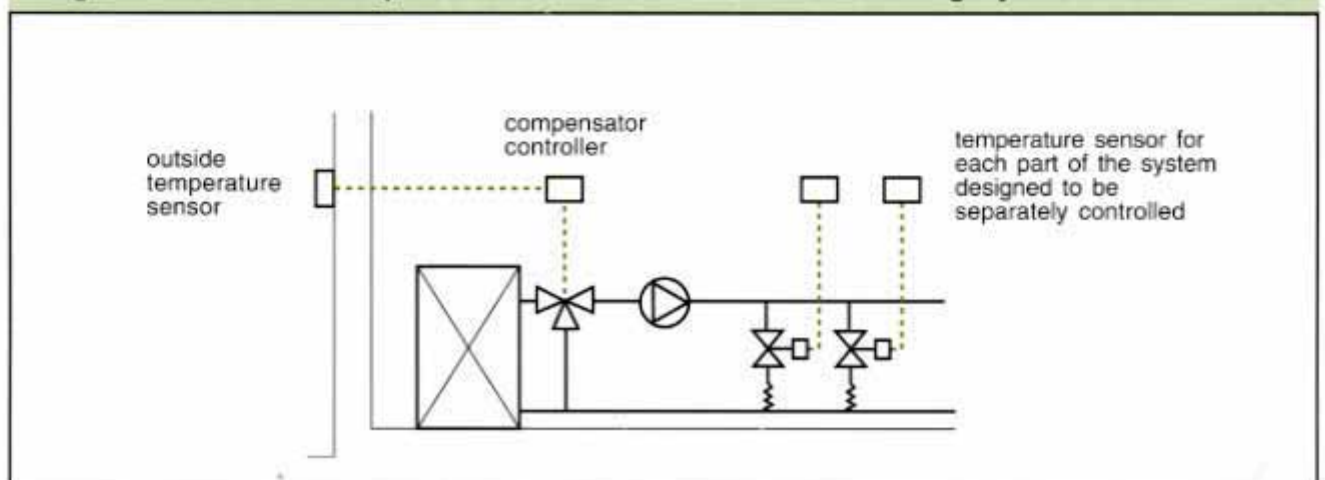 outside
temperature
sensor
compensator
controller
temperature sensor for
each part of the system
designed to be
separately controlled